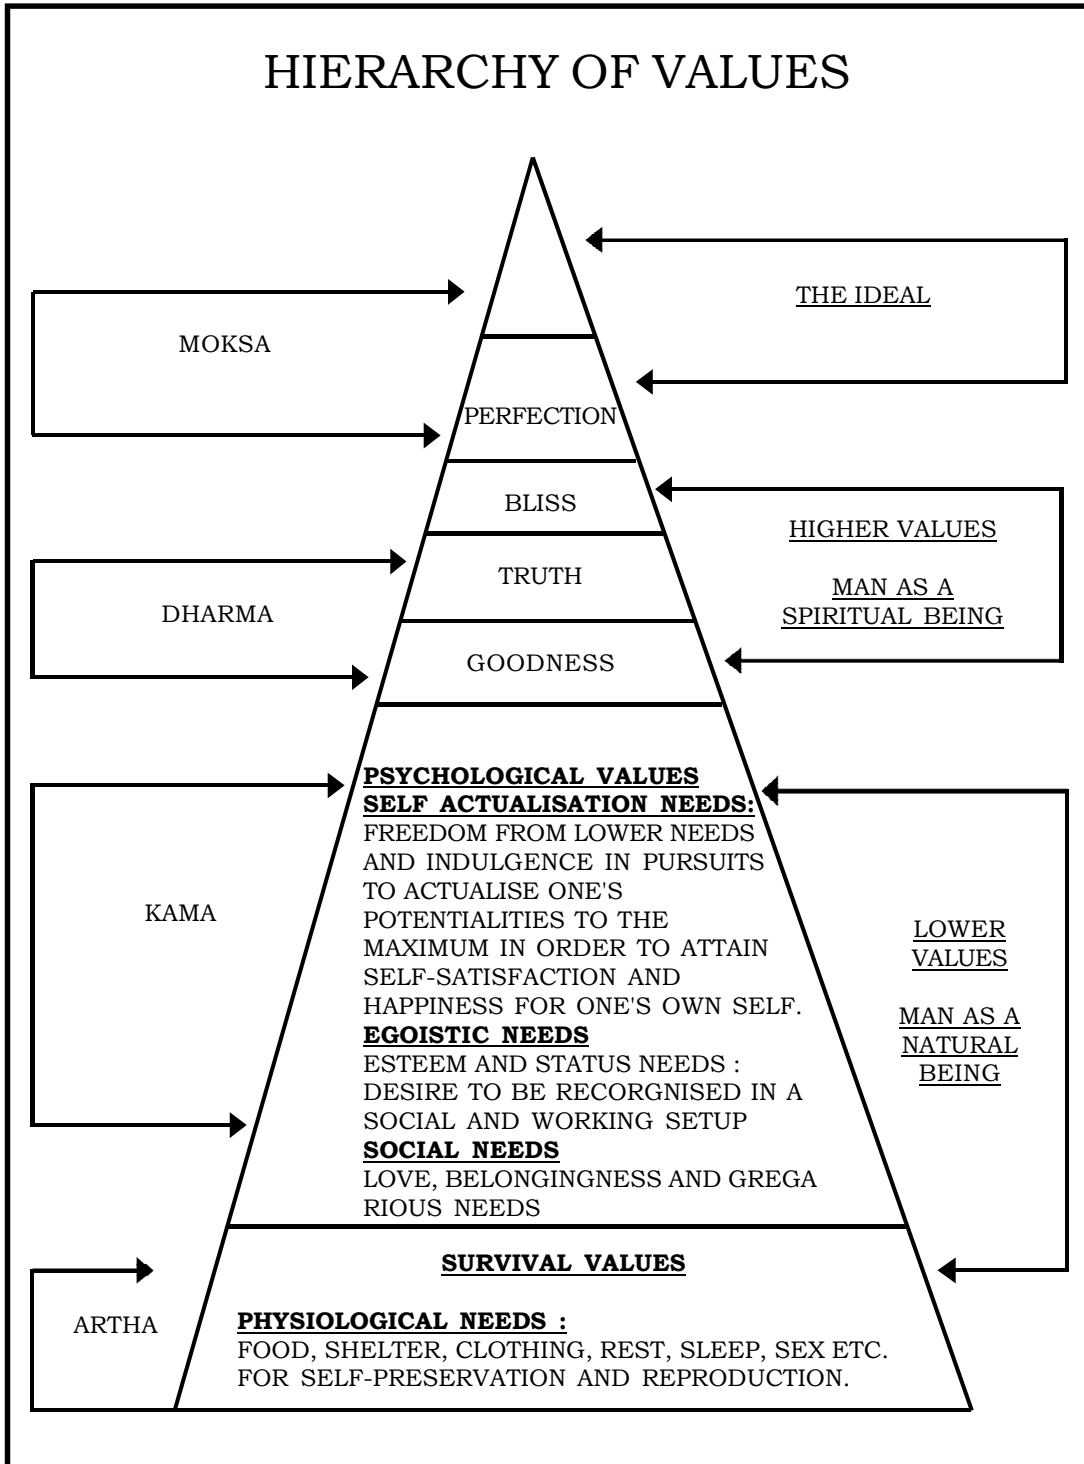 HIERARCHY OF VALUES
THE IDEAL
MOKSA
PERFECTION
BLISS
HIGHER VALUES
TRUTH
MAN AS A
SPIRITUAL BEING
DHARMA
GOODNESS
PSYCHOLOGICAL VALUES
SELF ACTUALISATION NEEDS:
FREEDOM FROM LOWER NEEDS
AND INDULGENCE IN PURSUITS
TO ACTUALISE ONE'S
POTENTIALITIES TO THE
MAXIMUM IN ORDER TO ATTAIN
SELF-SATISFACTION AND
HAPPINESS FOR ONE'S OWN SELF.
EGOISTIC NEEDS
ESTEEM AND STATUS NEEDS :
DESIRE TO BE RECORGNISED IN A
SOCIAL AND WORKING SETUP
SOCIAL NEEDS
LOVE, BELONGINGNESS AND GREGA
RIOUS NEEDS
KAMA
LOWER
VALUES
MAN AS A
NATURAL
BEING
SURVIVAL VALUES
ARTHA
PHYSIOLOGICAL NEEDS :
FOOD, SHELTER, CLOTHING, REST, SLEEP, SEX ETC.
FOR SELF-PRESERVATION AND REPRODUCTION.